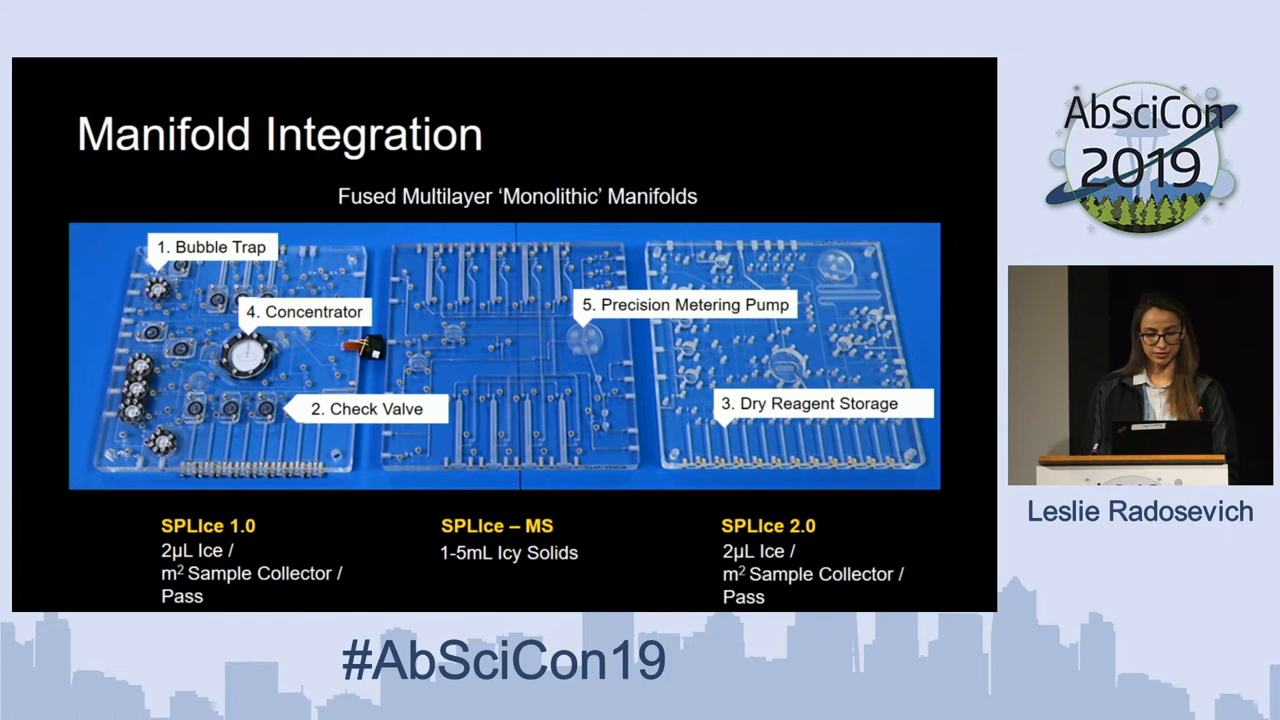 Manifold Integration
Fused Multilayer ‘Monolithic’ Manifolds
1. Bubble Trap
4. Concentrator
2. Check Valve
5. Precision Metering Pump
3. Dry Reagent Storage
SPLIce 1.0
2µL Ice /
m² Sample Collector /
Pass
SPLIce – MS
1-5mL Icy Solids
SPLIce 2.0
2µL Ice /
m² Sample Collector /
Pass
AbSciCon
2019
Leslie Radosevich
#AbSciCon19